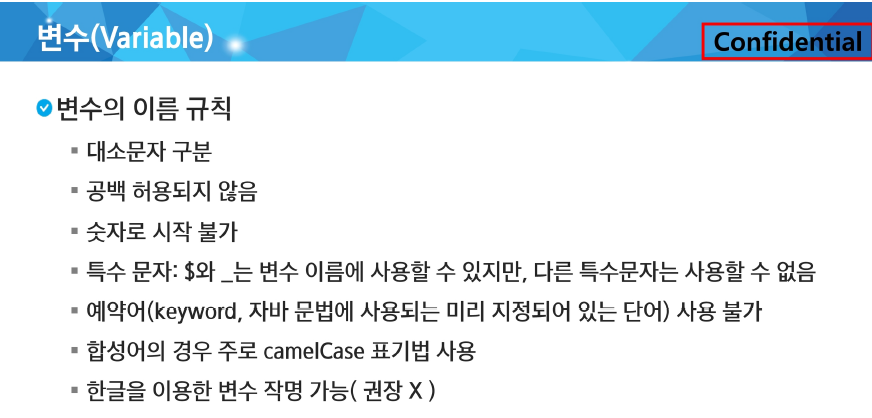 변수(Variable)
Confidential
변수의 이름 규칙
대소문자 구분
공백 허용되지 않음
숫자로 시작 불가
특수 문자: $와 _는 변수 이름에 사용할 수 있지만, 다른 특수문자는 사용할 수 없음
예약어(keyword, 자바 문법에 사용되는 미리 지정되어 있는 단어) 사용 불가
합성어의 경우 주로 camelCase 표기법 사용
한글을 이용한 변수 작명 가능( 권장 X )